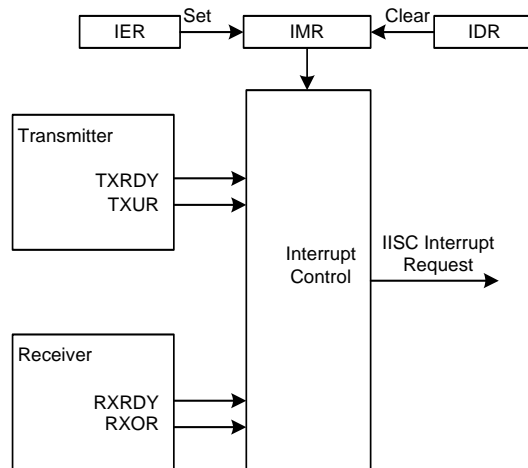 Set
Clear
IER
IMR
IDR
Transmitter
TXRDY
TXUR
Interrupt
Control
IISC Interrupt
Request
Receiver
RXRDY
RXOR